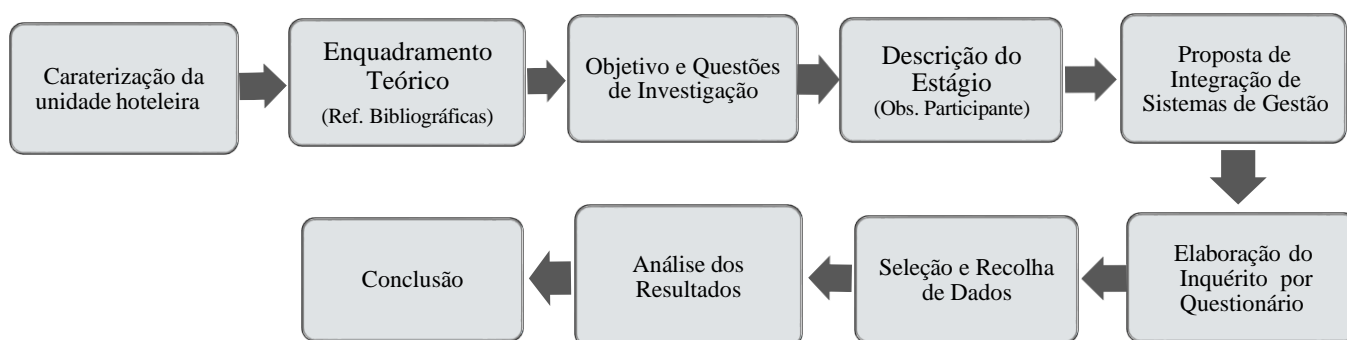 Caraterização da
unidade hoteleira
Enquadramento
Teórico
(Ref. Bibliográficas)
Objetivo e Questões
de Investigação
Descrição do
Estágio
(Obs. Participante)
Proposta de
Integração de
Sistemas de Gestão
Elaboração do
Inquérito por
Questionário
Seleção e Recolha
de Dados
Análise dos
Resultados
Conclusão